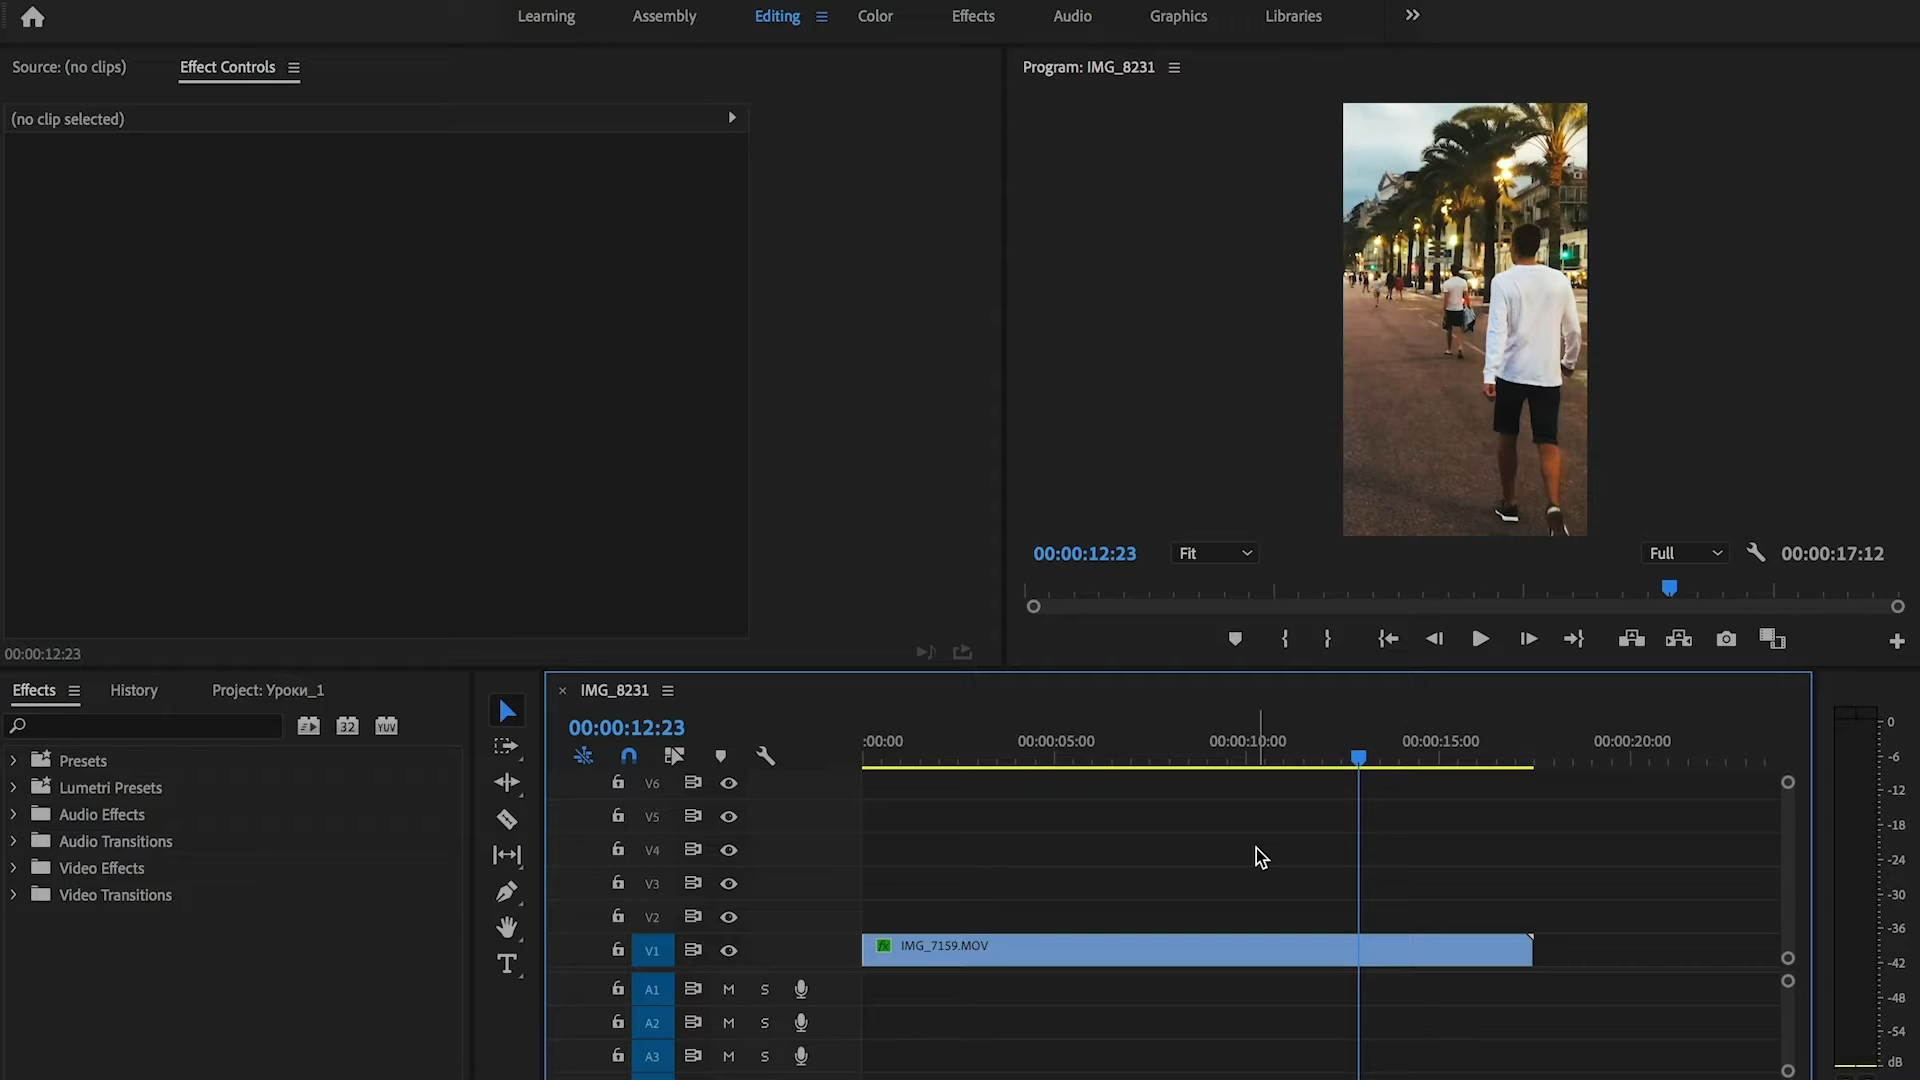 Learning Assembly Editing Color Effects Audio Graphics Libraries
Source: (no clips) Effect Controls
Program: IMG_8231
(no clip selected)
00:00:12:23 Fit Full 00:00:17:12
00:00:12:23
Effects History Project: Уроки_1
IMG_8231
00:00:12:23
32 YUV
:00:00 00:00:05:00 00:00:10:00 00:00:15:00 00:00:20:00
Presets
Lumetri Presets
Audio Effects
Audio Transitions
Video Effects
Video Transitions
V6
V5
V4
V3
V2
V1 fx IMG_7159.MOV
A1 M S
A2 M S
A3 M S
0
-6
-12
-18
-24
-30
-36
-42
-48
-54
dB